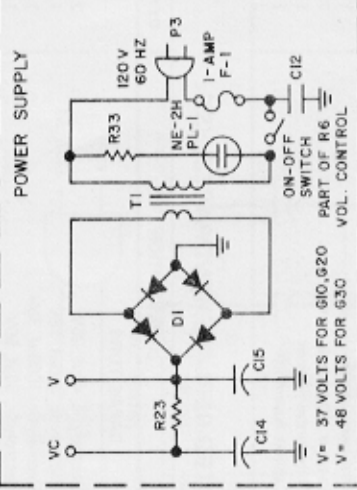 POWER SUPPLY
120 V
60 HZ
P3
1-AMP
F-1
R33
NE-2H
PL-1
C12
T1
ON-OFF
SWITCH
PART OF R6
VOL. CONTROL
D1
V
VC
R23
C15
C14
V= 37 VOLTS FOR G10,G20
V= 48 VOLTS FOR G30